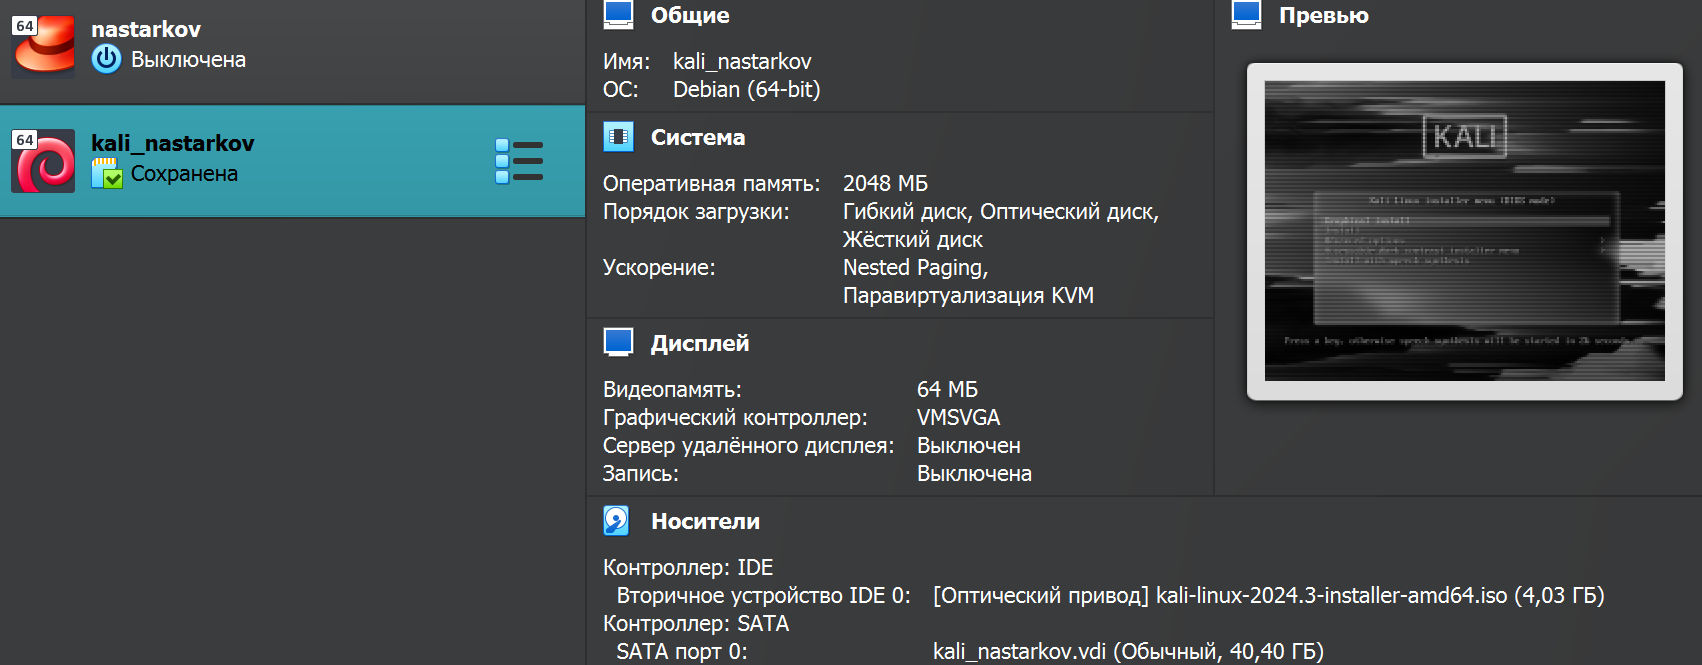 64
nastarkov
Выключена
64
kali_nastarkov
Сохранена
Общие
Имя: kali_nastarkov
ОС: Debian (64-bit)
Система
Оперативная память: 2048 МБ
Порядок загрузки: Гибкий диск, Оптический диск,
Жёсткий диск
Ускорение: Nested Paging,
Паравиртуализация KVM
Дисплей
Видеопамять: 64 МБ
Графический контроллер: VMSVGA
Сервер удалённого дисплея: Выключен
Запись: Выключена
Носители
Контроллер: IDE
Вторичное устройство IDE 0: [Оптический привод] kali-linux-2024.3-installer-amd64.iso (4,03 ГБ)
Контроллер: SATA
SATA порт 0: kali_nastarkov.vdi (Обычный, 40,40 ГБ)
Превью
KALI
Kali Linux installer menu (BIOS mode)
Graphical install
Install
Advanced options
Install with speech synthesis
Press a key, otherwise speech synthesis will be started in 26 seconds